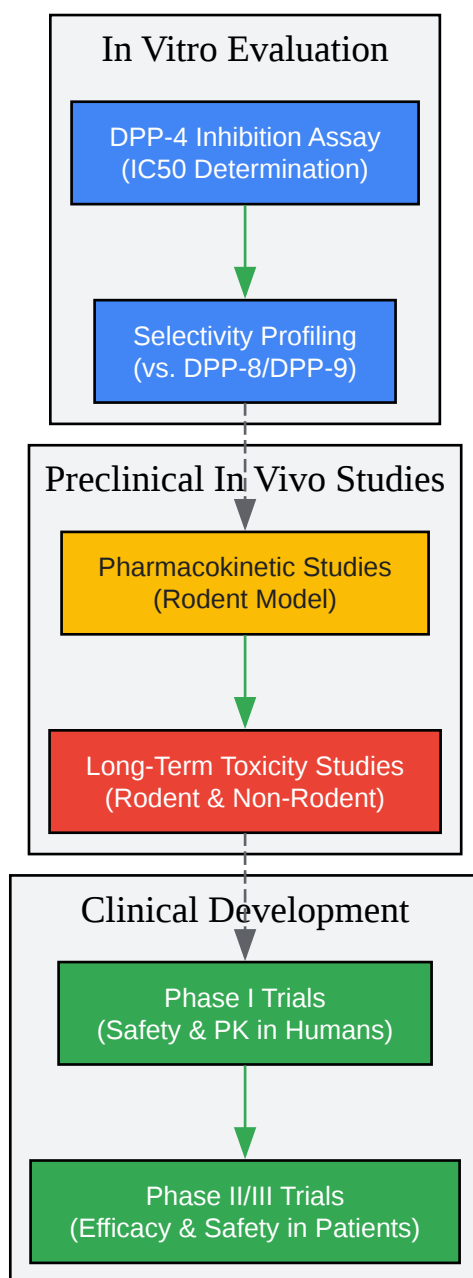 In Vitro Evaluation
DPP-4 Inhibition Assay
(IC50 Determination)
Selectivity Profiling
(vs. DPP-8/DPP-9)
Preclinical In Vivo Studies
Pharmacokinetic Studies
(Rodent Model)
Long-Term Toxicity Studies
(Rodent & Non-Rodent)
Clinical Development
Phase I Trials
(Safety & PK in Humans)
Phase II/III Trials
(Efficacy & Safety in Patients)